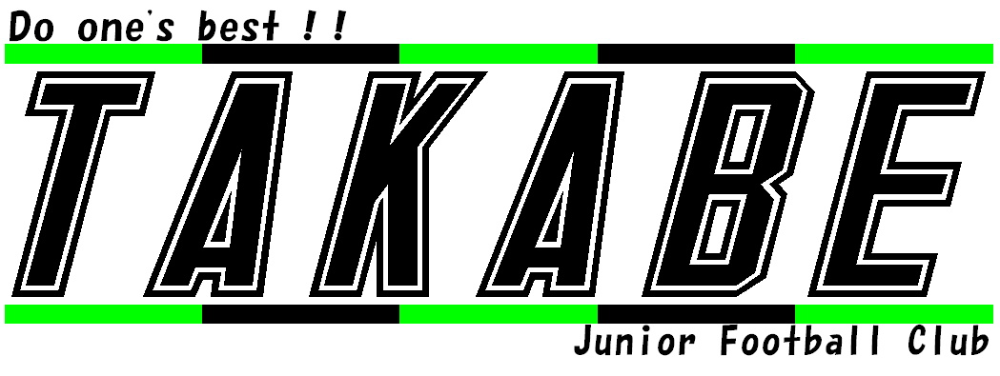 Do one's best !!
TAKABE
Junior Football Club